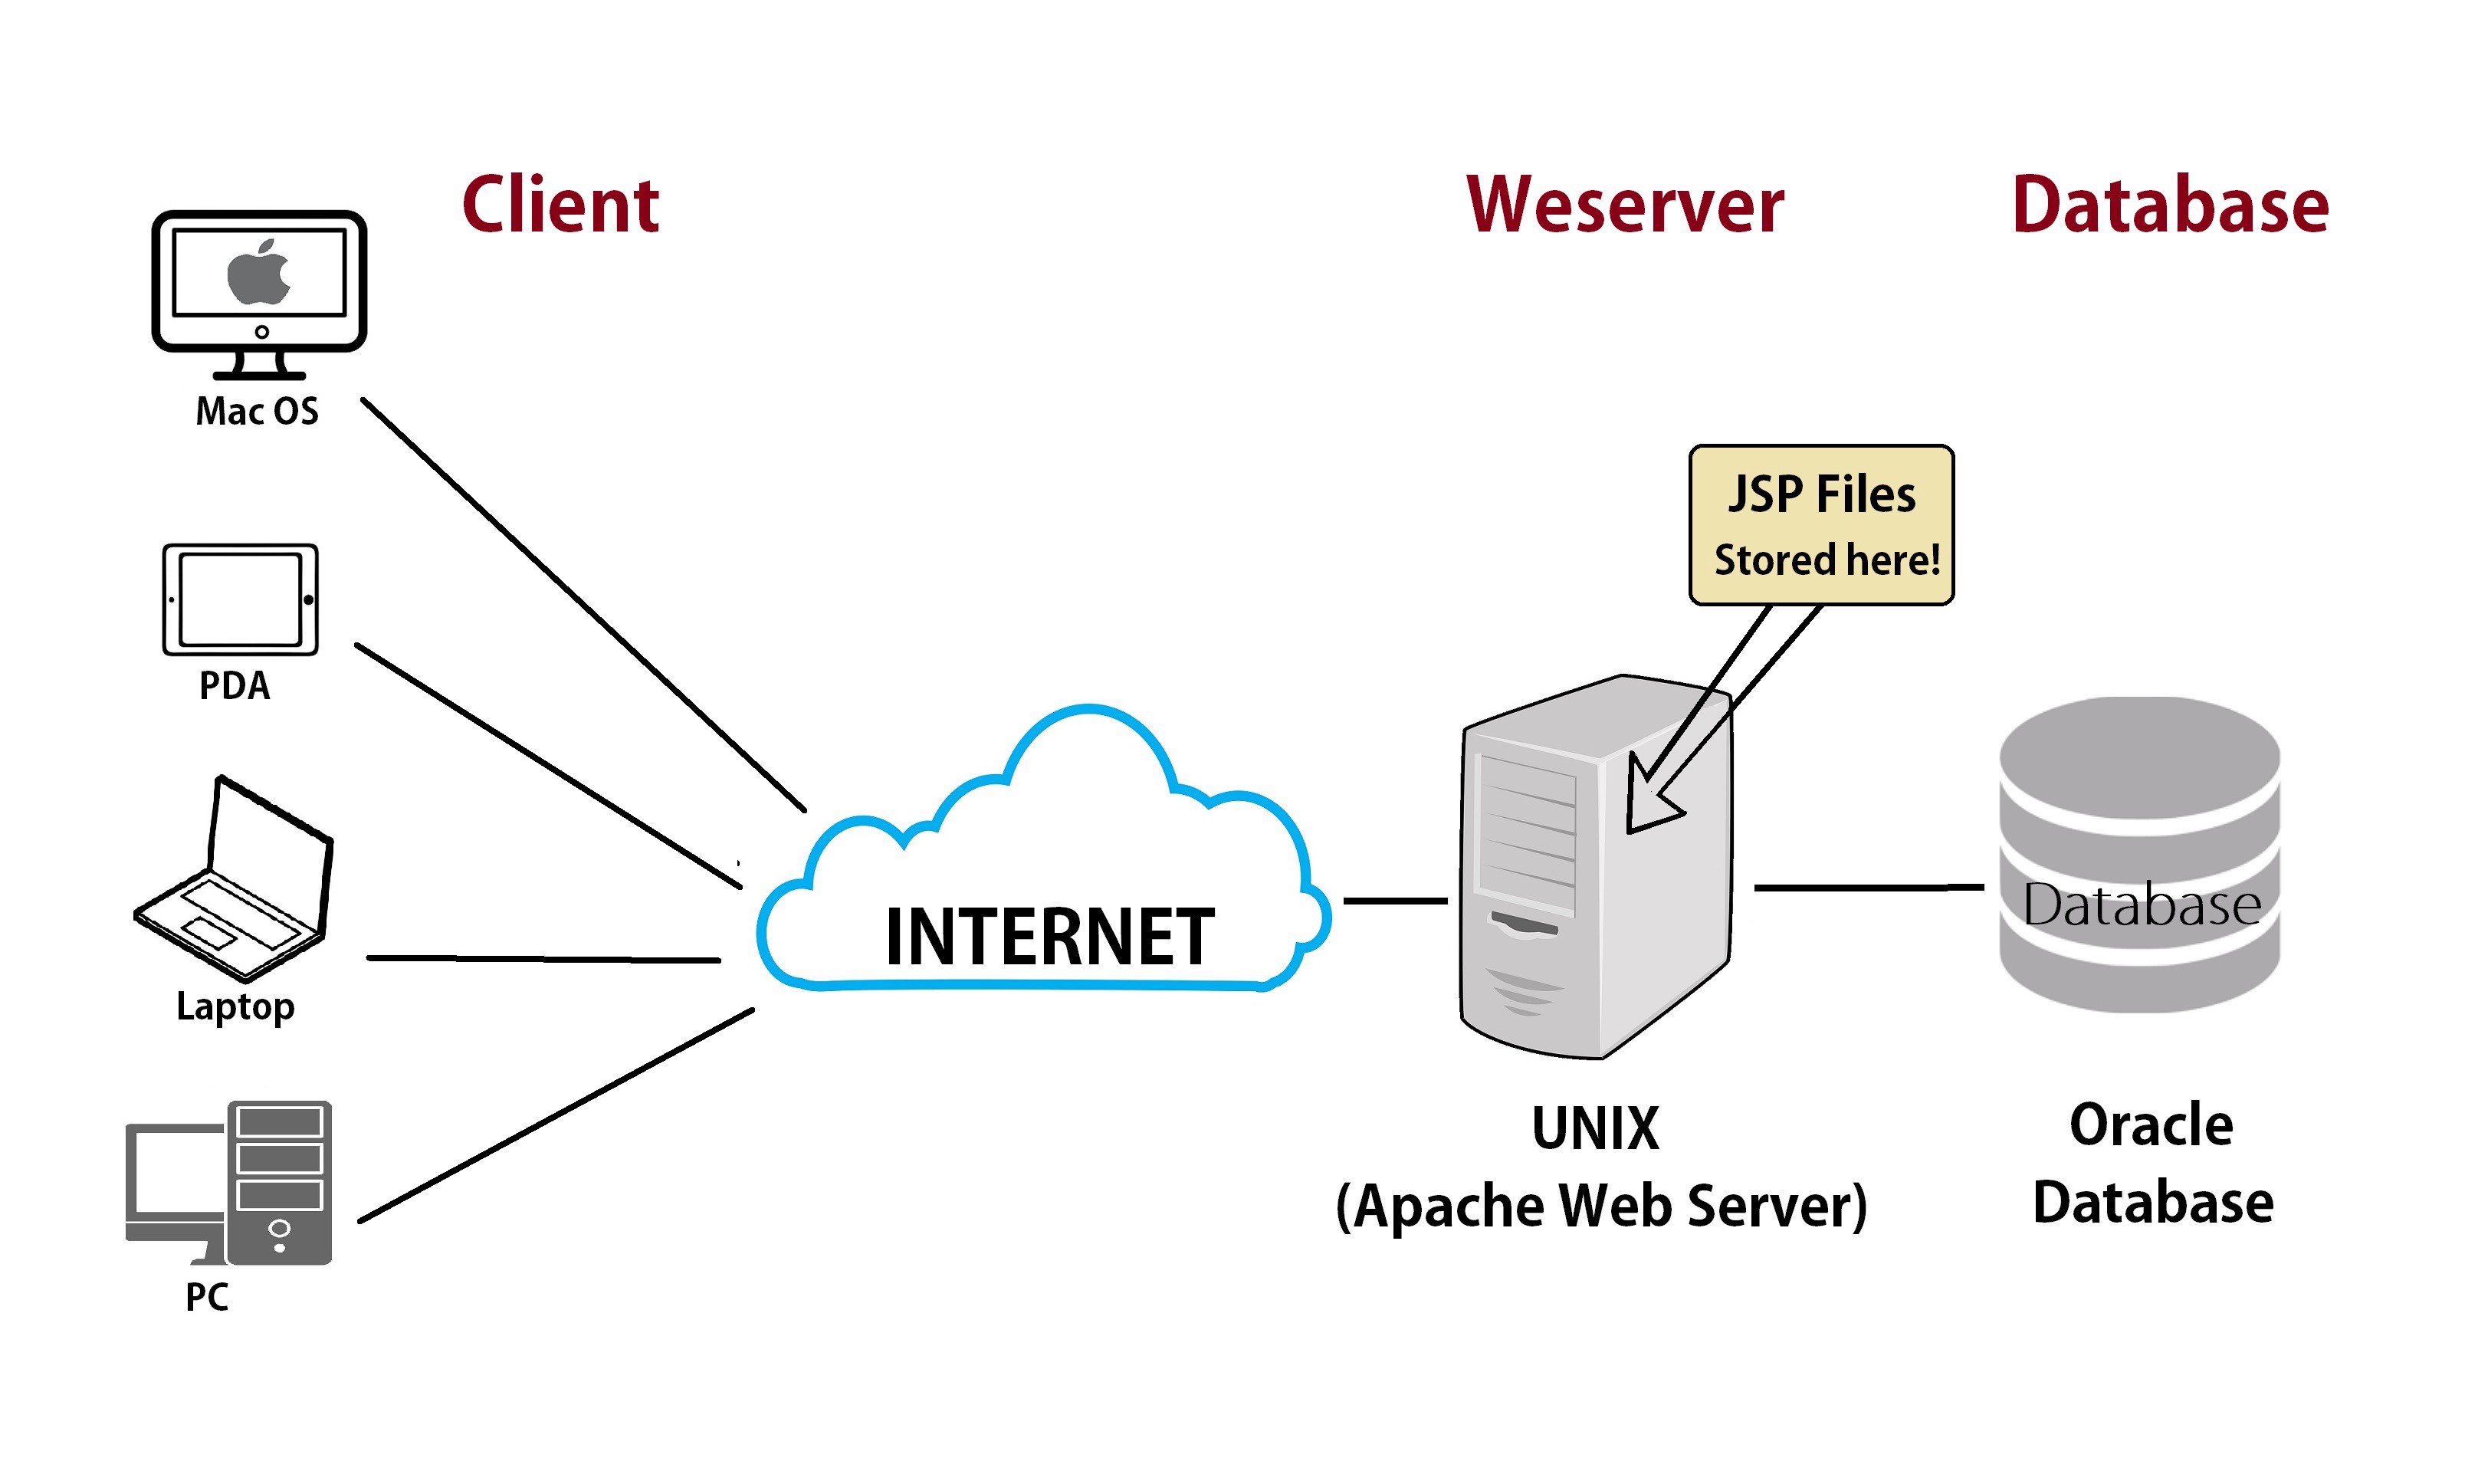 Client
Weserver
Database
Mac OS
PDA
Laptop
PC
INTERNET
JSP Files
Stored here!
UNIX
(Apache Web Server)
Database
Oracle
Database